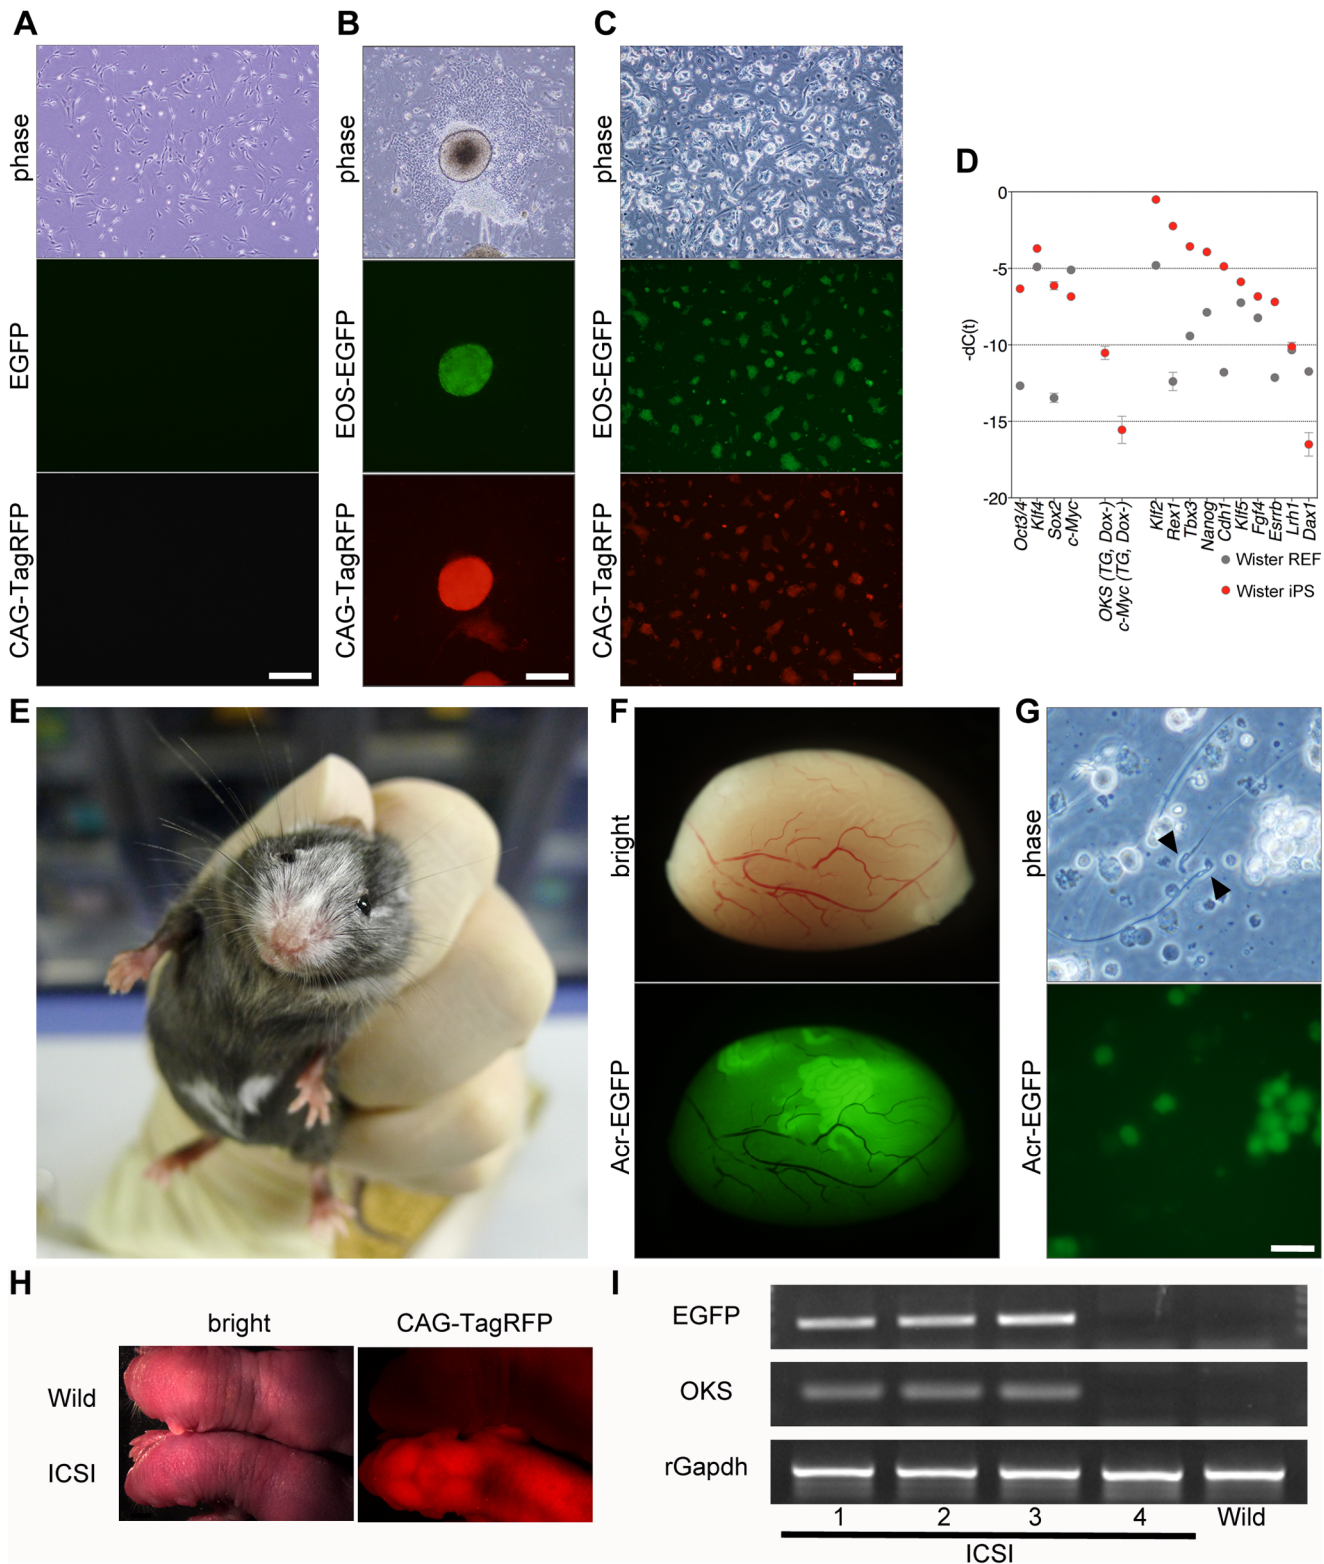 A
B
C
phase
phase
phase
EGFP
EOS-EGFP
EOS-EGFP
CAG-TagRFP
CAG-TagRFP
CAG-TagRFP
D
0
-5
-10
-15
-20
-dC(t)
Oct3/4
Klf4
Sox2
c-Myc
OKS (TG, Dox-)
c-Myc (TG, Dox-)
Klf2
Rex1
Tbx3
Nanog
Cdh1
Klf5
Fgf4
Esrrb
Lrh1
Dax1
Wister REF
Wister iPS
E
F
G
bright
phase
Acr-EGFP
Acr-EGFP
H
bright
CAG-TagRFP
Wild
ICSI
I
EGFP
OKS
rGapdh
1 2 3 4 Wild
ICSI